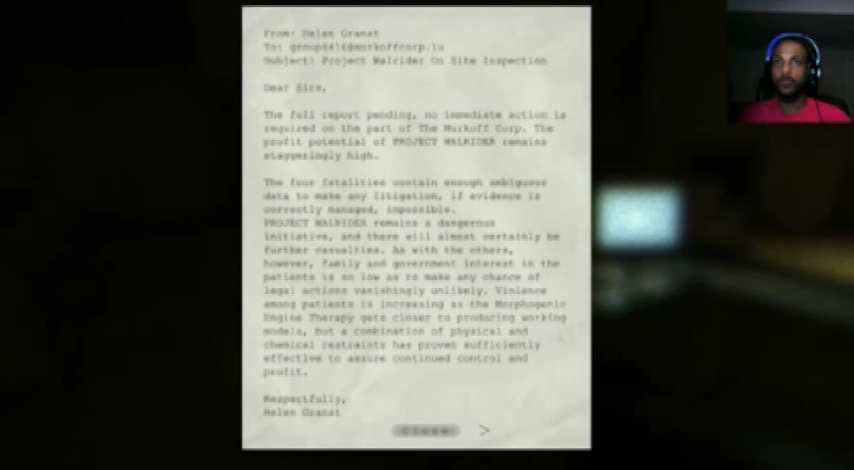 From: Helen Granat
To: group8416@murkoffcorp.lu
Subject: Project Walrider On Site Inspection
Dear Sirs,
The full report pending, no immediate action is
required on the part of The Murkoff Corp. The
profit potential of PROJECT WALRIDER remains
staggeringly high.
The four fatalities contain enough ambiguous
data to make any litigation, if evidence is
correctly managed, impossible.
PROJECT WALRIDER remains a dangerous
initiative, and there will almost certainly be
further casualties. As with the others,
however, family and government interest in the
patients is so low as to make any chance of
legal actions vanishingly unlikely. Violence
among patients is increasing as the Morphogenic
Engine Therapy gets closer to producing working
models, but a combination of physical and
chemical restraints has proven sufficiently
effective to assure continued control and
profit.
Respectfully,
Helen Granat
Close >